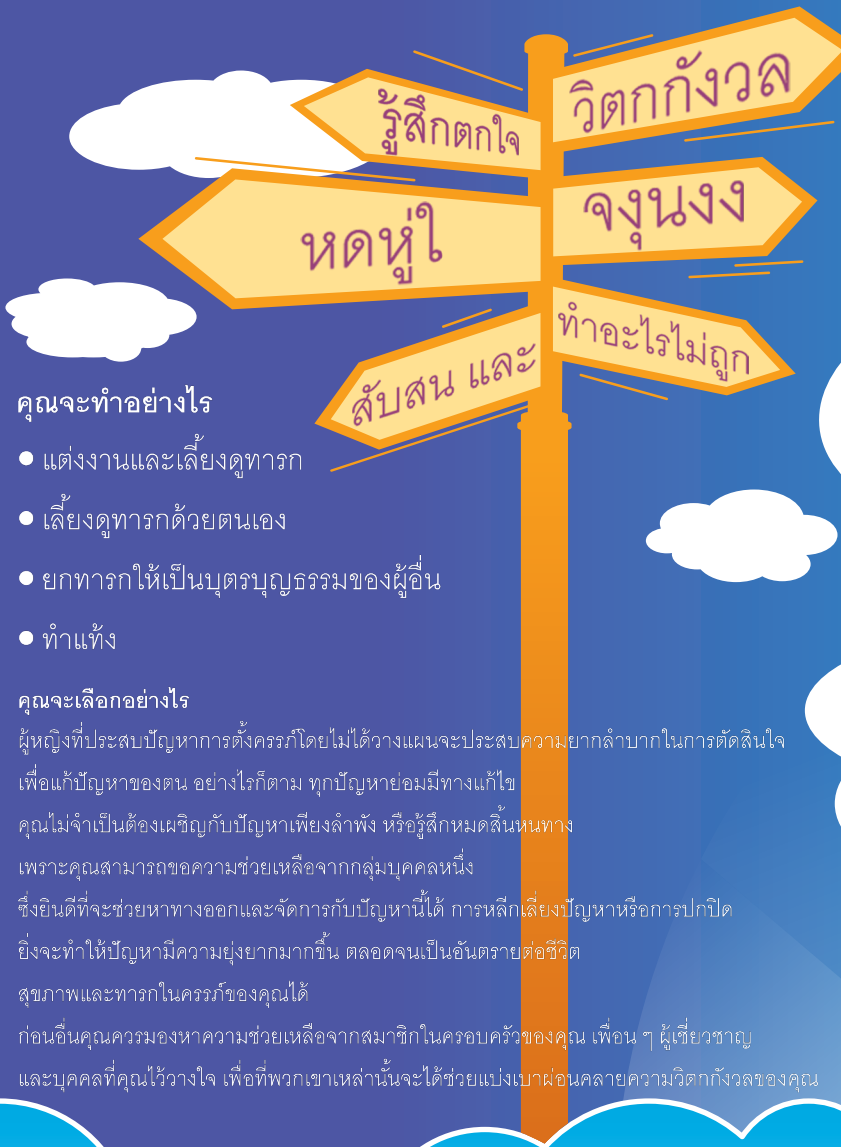 รู้สึกตกใจ
วิตกกังวล
หดหู่ใ
จงุนงง
สับสน และ
ทำอะไรไม่ถูก
คุณจะทำอย่างไร
● แต่งงานและเลี้ยงดูทารก
● เลี้ยงดูทารกด้วยตนเอง
● ยกทารกให้เป็นบุตรบุญธรรมของผู้อื่น
● ทำแท้ง
คุณจะเลือกอย่างไร
ผู้หญิงที่ประสบปัญหาการตั้งครรภ์โดยไม่ได้วางแผนจะประสบความยากลำบากในการตัดสินใจ
เพื่อแก้ปัญหาของตน อย่างไรก็ตาม ทุกปัญหาย่อมมีทางแก้ไข
คุณไม่จำเป็นต้องเผชิญกับปัญหาเพียงลำพัง หรือรู้สึกหมดสิ้นหนทาง
เพราะคุณสามารถขอความช่วยเหลือจากกลุ่มบุคคลหนึ่ง
ซึ่งยินดีที่จะช่วยหาทางออกและจัดการกับปัญหานี้ได้ การหลีกเลี่ยงปัญหาหรือการปกปิด
ยิ่งจะทำให้ปัญหามีความยุ่งยากมากขึ้น ตลอดจนเป็นอันตรายต่อชีวิต
สุขภาพและทารกในครรภ์ของคุณได้
ก่อนอื่นคุณควรมองหาความช่วยเหลือจากสมาชิกในครอบครัวของคุณ เพื่อน ๆ ผู้เชี่ยวชาญ
และบุคคลที่คุณไว้วางใจ เพื่อที่พวกเขาเหล่านั้นจะได้ช่วยแบ่งเบาผ่อนคลายความวิตกกังวลของคุณ